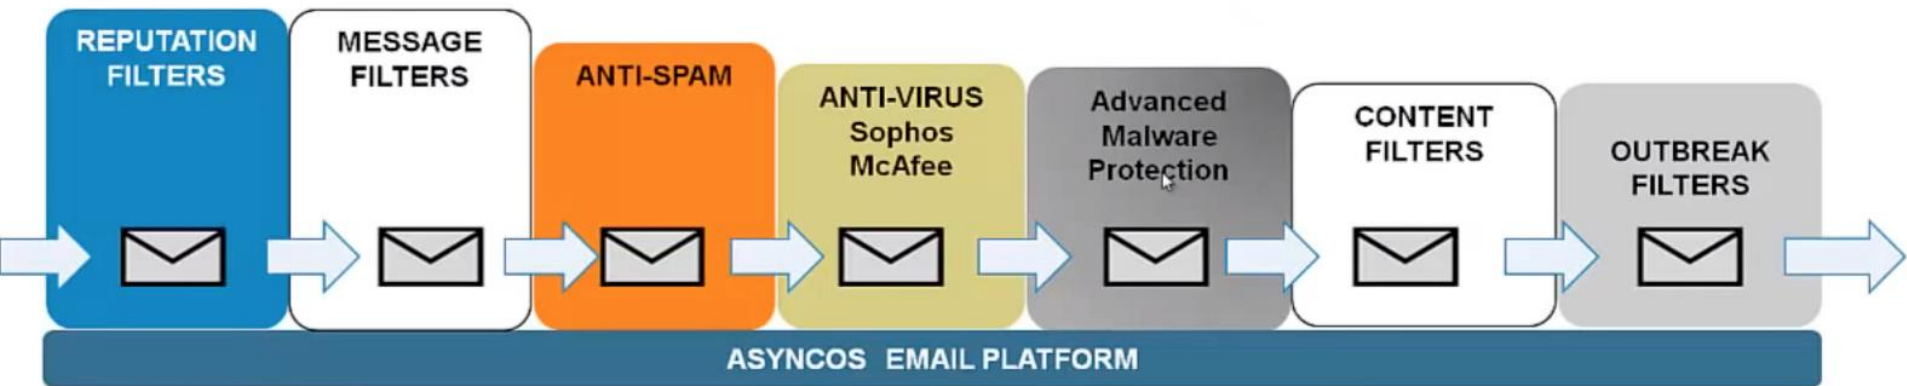 REPUTATION
FILTERS
MESSAGE
FILTERS
ANTI-SPAM
ANTI-VIRUS
Sophos
McAfee
Advanced
Malware
Protection
CONTENT
FILTERS
OUTBREAK
FILTERS
ASYNCOS EMAIL PLATFORM